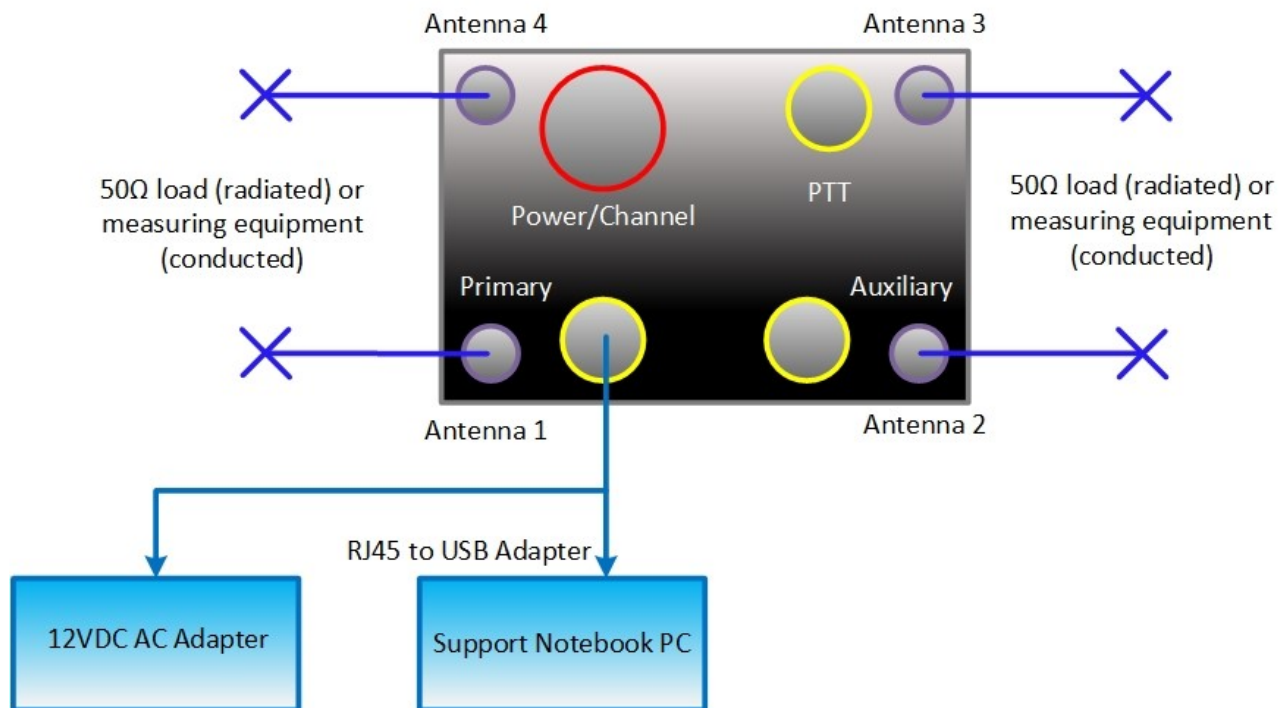 Antenna 4
Antenna 3
50Ω load (radiated) or
measuring equipment
(conducted)
Power/Channel
PTT
50Ω load (radiated) or
measuring equipment
(conducted)
Primary
Auxiliary
Antenna 1
Antenna 2
RJ45 to USB Adapter
12VDC AC Adapter
Support Notebook PC